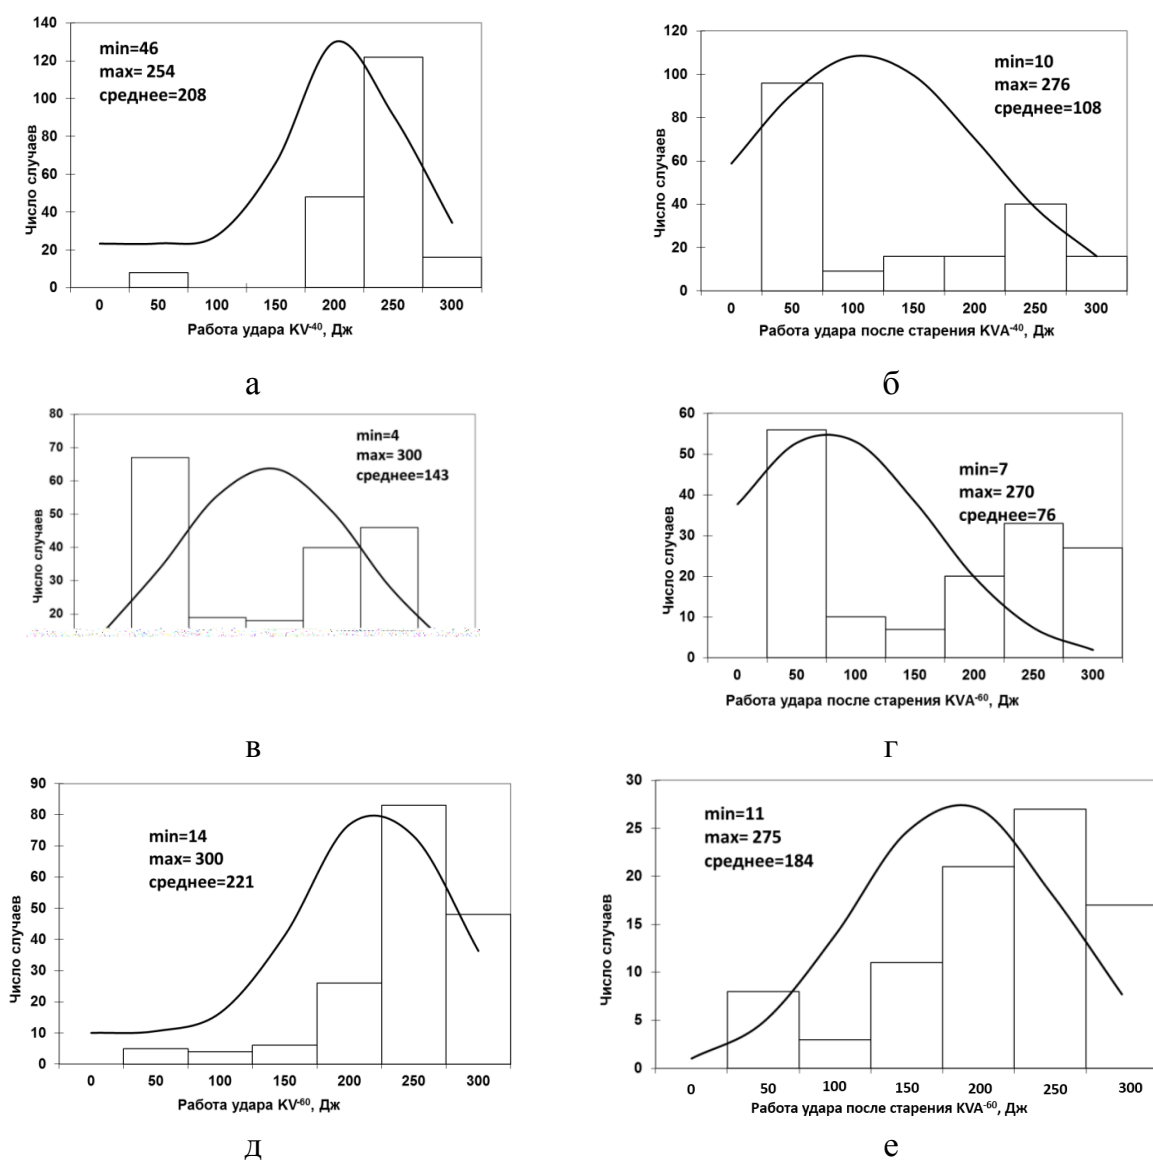 140
120
100
80
60
40
20
0
Число случаев
min=46
max= 254
среднее=208
0 50 100 150 200 250 300
Работа удара KV-40, Дж
а
120
100
80
60
40
20
0
Число случаев
min=10
max= 276
среднее=108
0 50 100 150 200 250 300
Работа удара после старения KVA-40, Дж
б
80
70
60
50
40
30
20
Число случаев
min=4
max= 300
среднее=143
в
60
50
40
30
20
10
0
Число случаев
min=7
max= 270
среднее=76
0 50 100 150 200 250 300
Работа удара после старения KVA-60, Дж
г
90
80
70
60
50
40
30
20
10
0
Число случаев
min=14
max= 300
среднее=221
0 50 100 150 200 250 300
Работа удара KV-60, Дж
д
30
25
20
15
10
5
0
Число случаев
min=11
max= 275
среднее=184
0 50 100 150 200 250 300
Работа удара после старения KVA-60, Дж
е